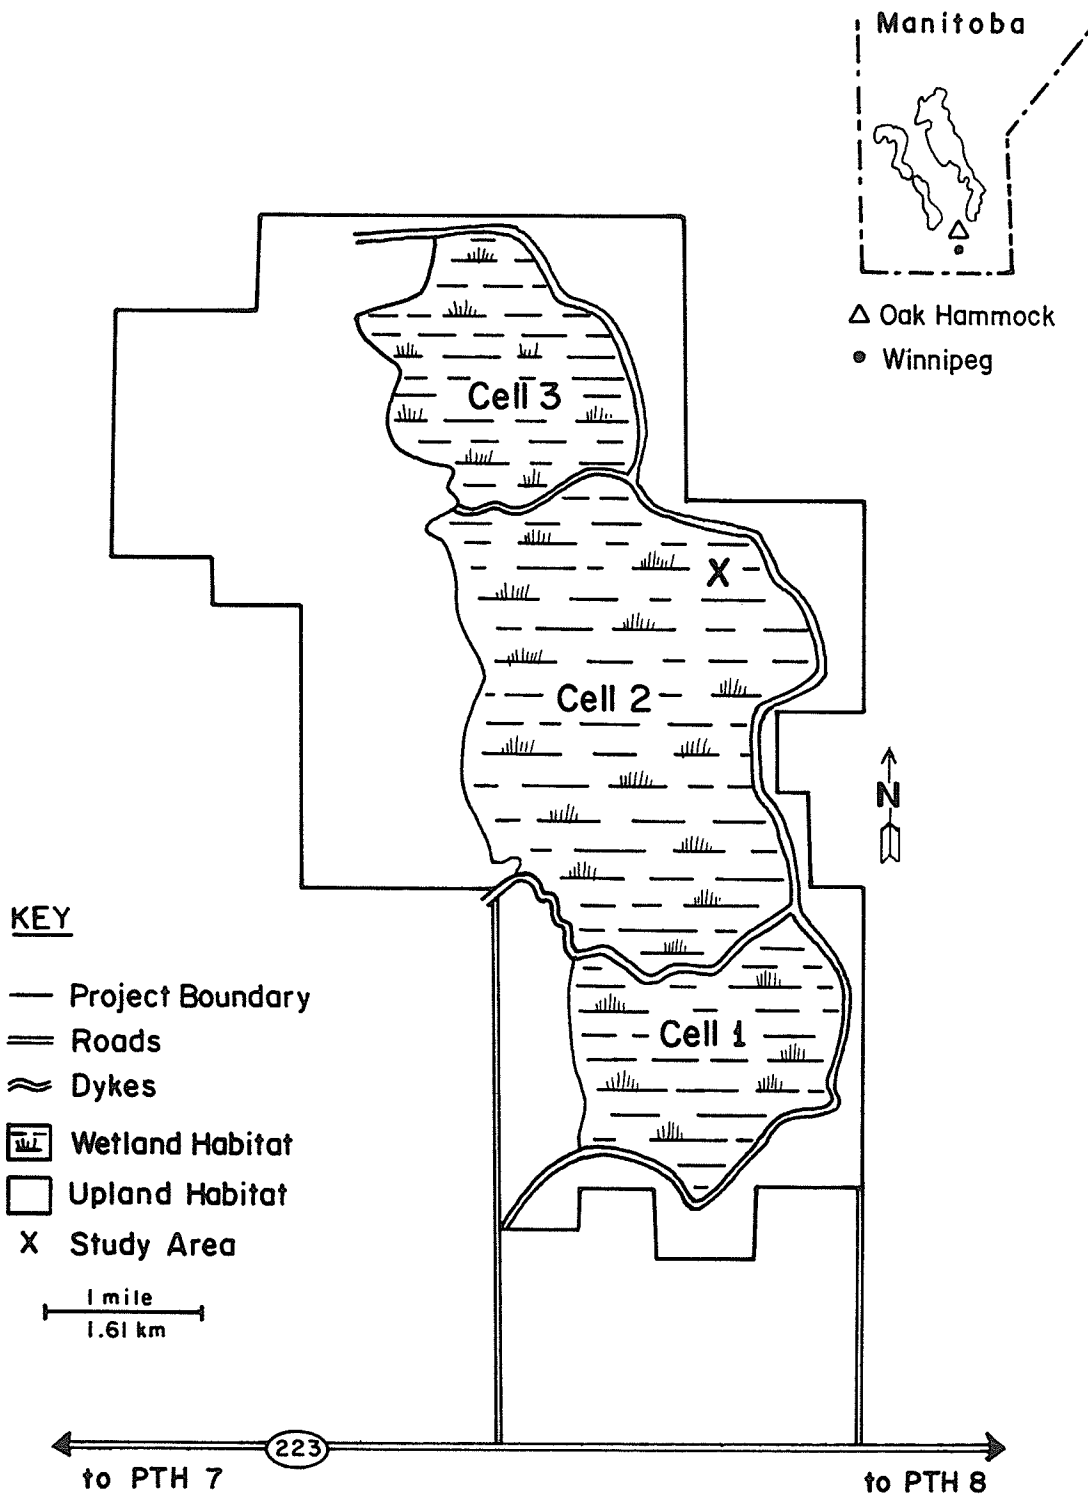 Manitoba
Oak Hammock
Winnipeg
Cell 3
X
Cell 2
N
Cell 1
KEY
Project Boundary
Roads
Dykes
Wetland Habitat
Upland Habitat
X Study Area
1 mile
1.61 km
223
to PTH 7
to PTH 8